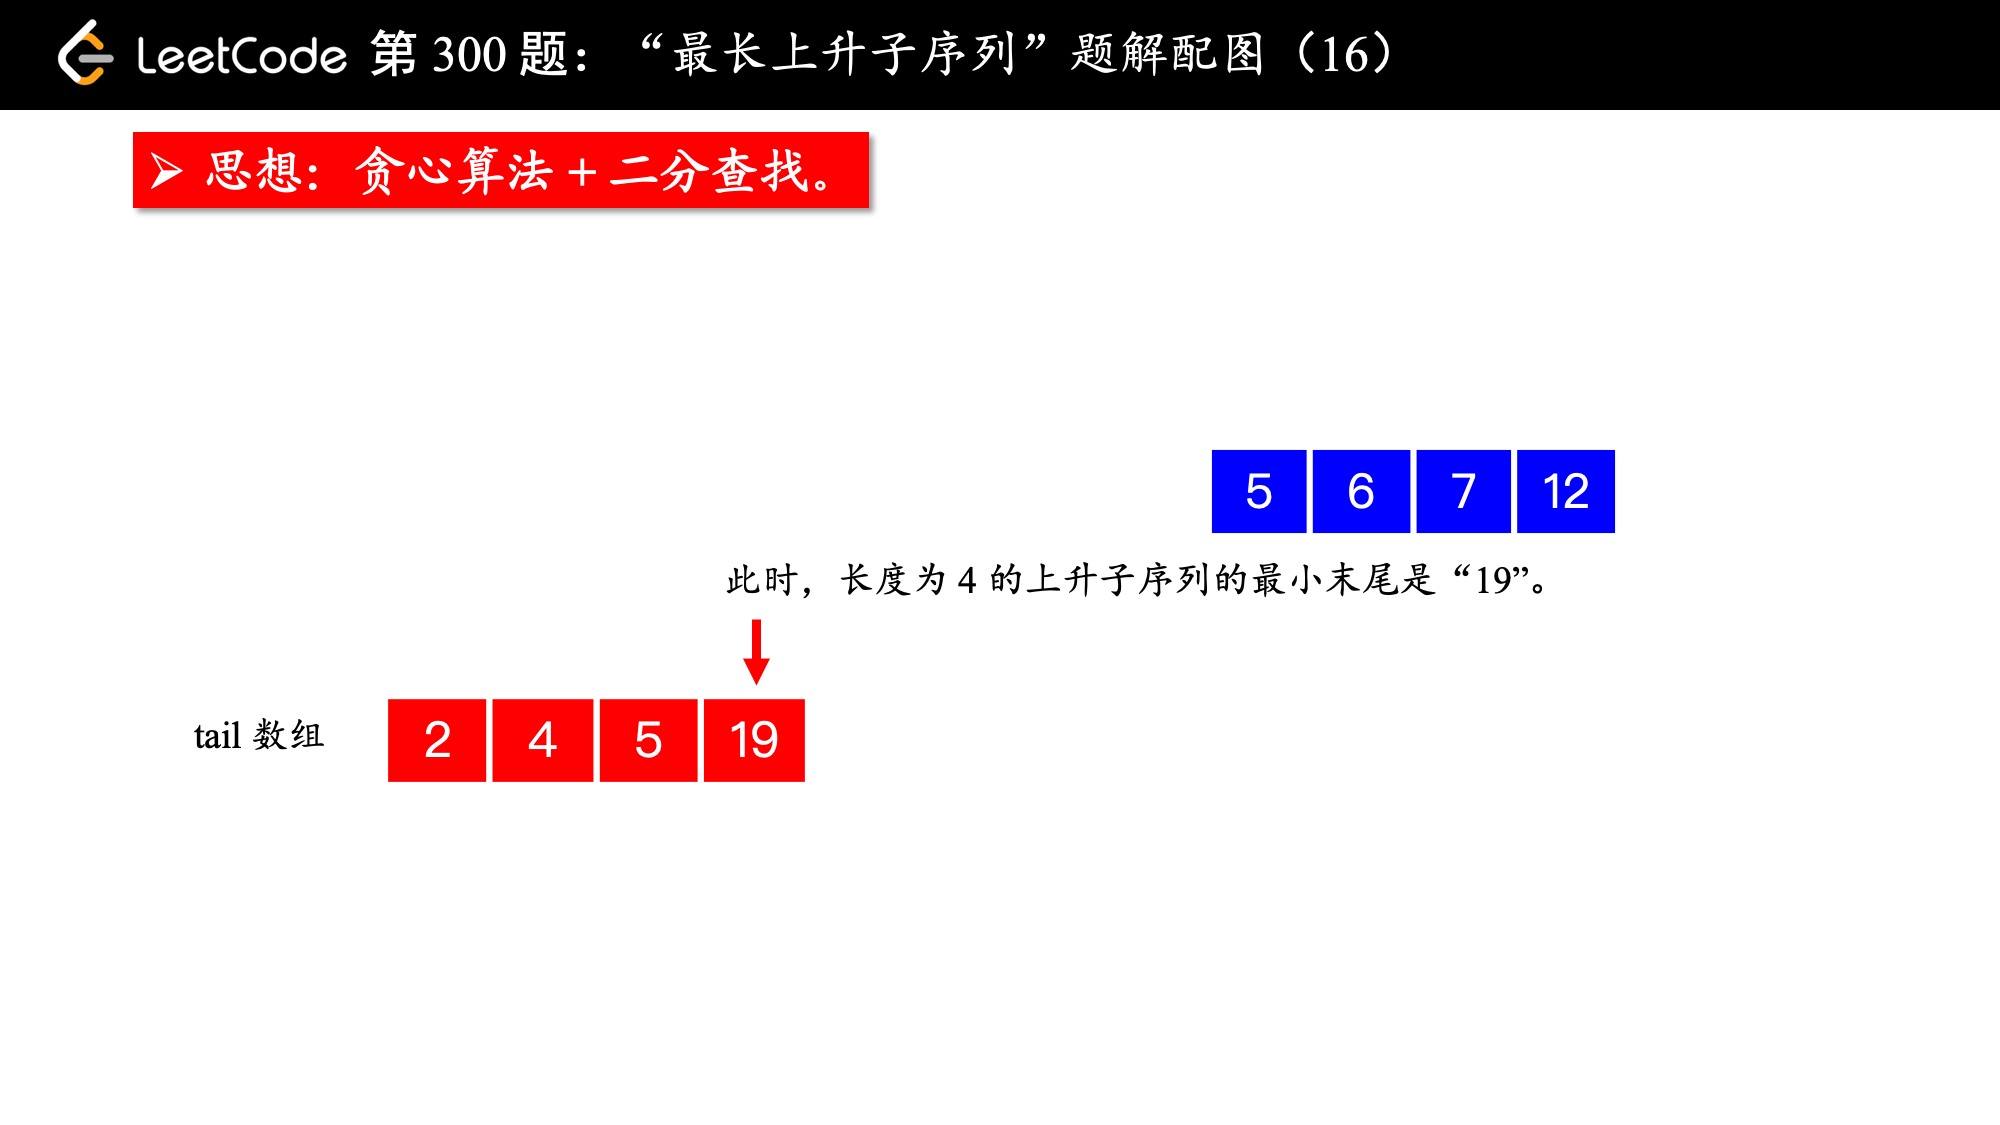 LeetCode 第 300 题：“最长上升子序列”题解配图（16）
➢ 思想：贪心算法 + 二分查找。
5 6 7 12
此时，长度为 4 的上升子序列的最小末尾是“19”。
tail 数组 2 4 5 19